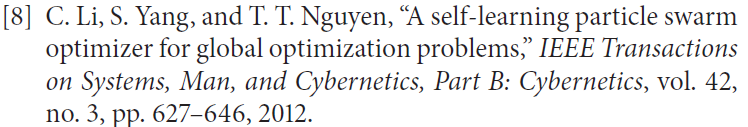 [8] C. Li, S. Yang, and T. T. Nguyen, “A self-learning particle swarm
optimizer for global optimization problems,” IEEE Transactions
on Systems, Man, and Cybernetics, Part B: Cybernetics, vol. 42,
no. 3, pp. 627–646, 2012.